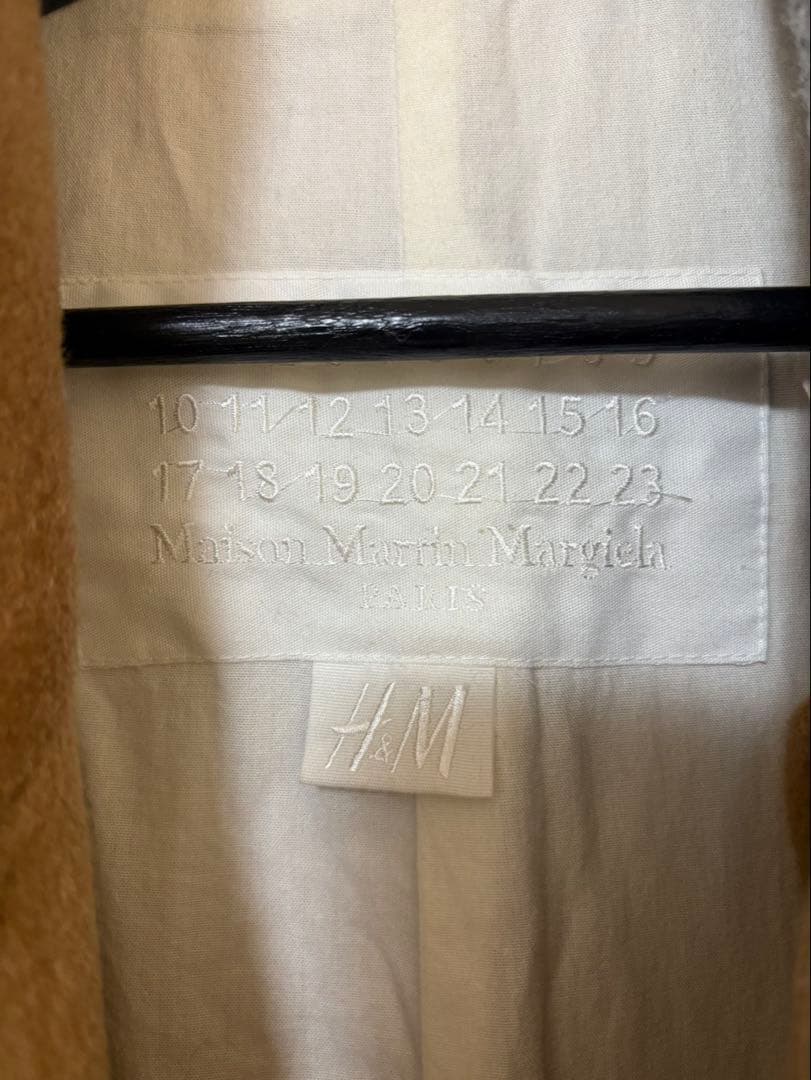 10 11 12 13 14 15 16
17 18 19 20 21 22 23
Maison Martin Margiela
PARIS
H&M